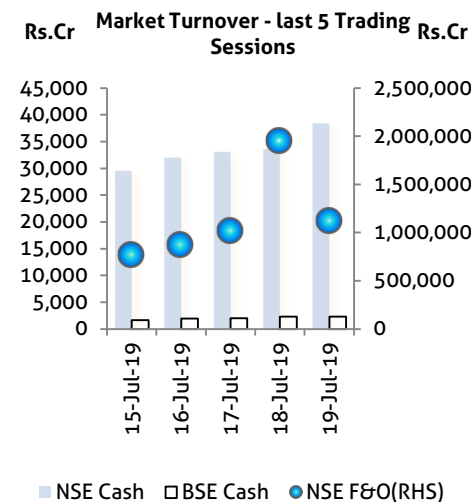 Rs.Cr Market Turnover - last 5 Trading Rs.Cr
Sessions
45,000 2,500,000
40,000
35,000 2,000,000
30,000
25,000 1,500,000
20,000
15,000 1,000,000
10,000 500,000
5,000
0 0
15-Jul-19 16-Jul-19 17-Jul-19 18-Jul-19 19-Jul-19
NSE Cash BSE Cash NSE F&O(RHS)